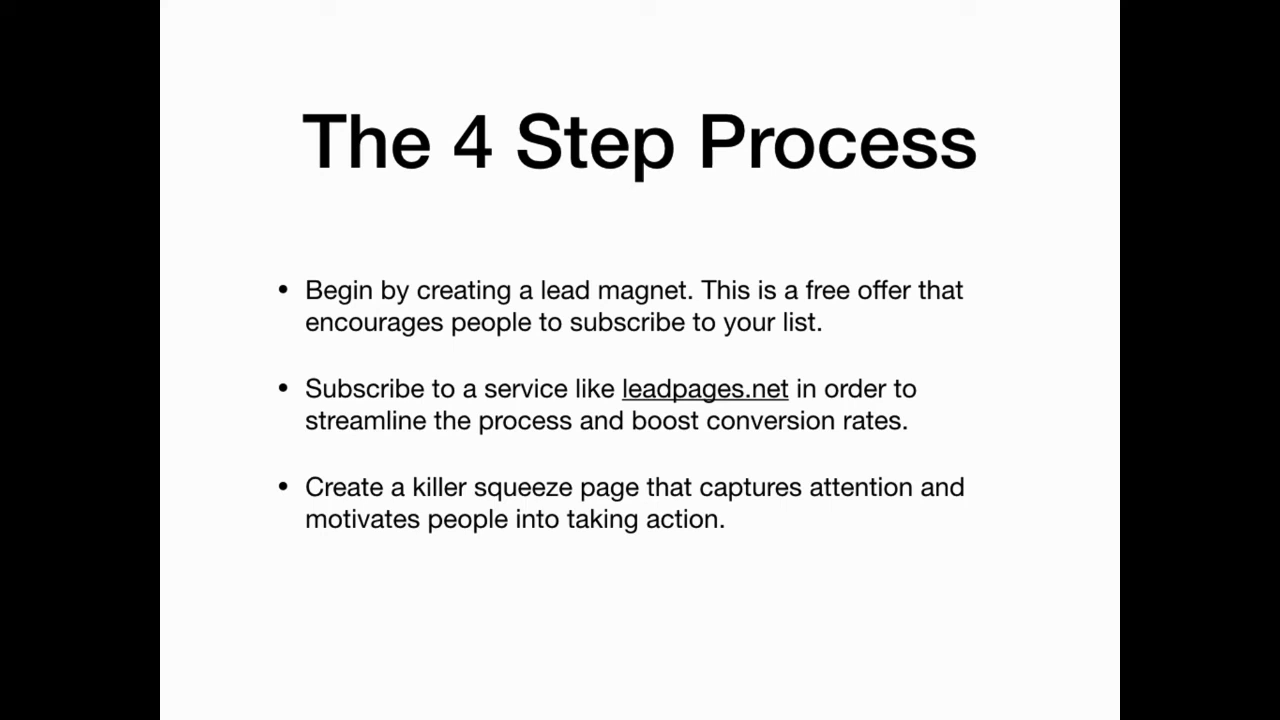 The 4 Step Process
• Begin by creating a lead magnet. This is a free offer that
encourages people to subscribe to your list.
• Subscribe to a service like leadpages.net in order to
streamline the process and boost conversion rates.
• Create a killer squeeze page that captures attention and
motivates people into taking action.